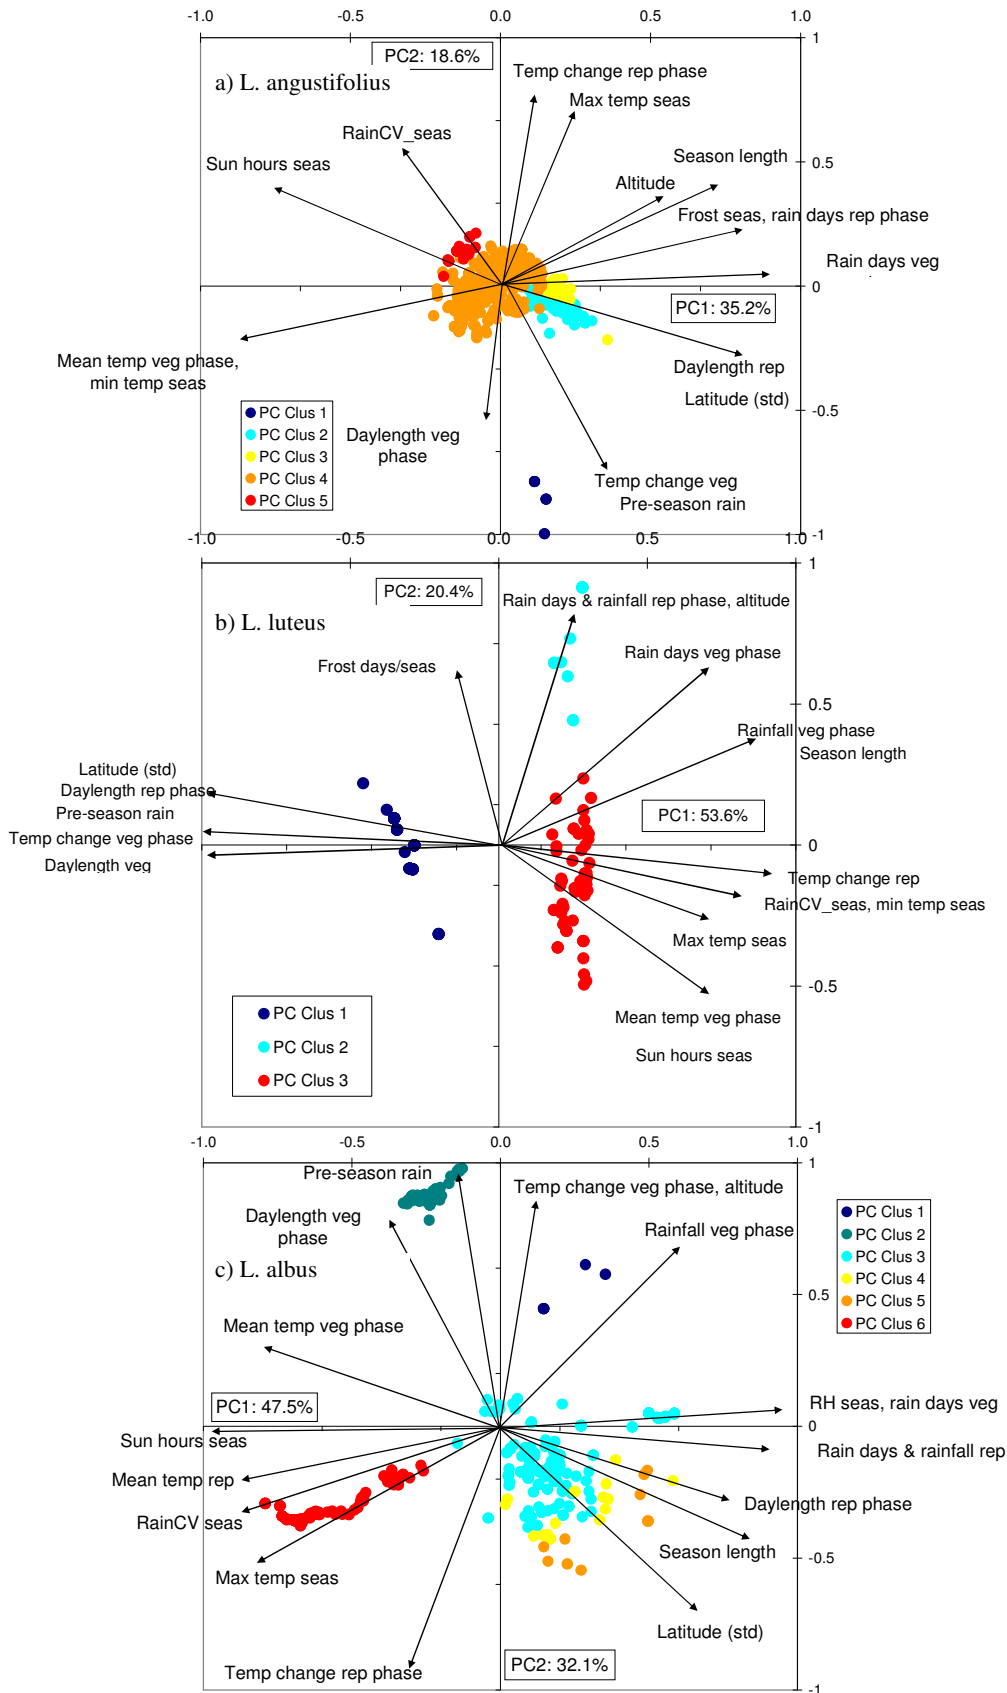 -1.0
-0.5
0.0
0.5
1.0
1
PC2: 18.6%
a) L. angustifolius
Temp change rep phase
Max temp seas
RainCV_seas
Sun hours seas
Season length
0.5
Altitude
Frost seas, rain days rep phase
Rain days veg
0
PC1: 35.2%
Mean temp veg phase,
min temp seas
Daylength rep
Latitude (std)
-0.5
PC Clus 1
PC Clus 2
PC Clus 3
PC Clus 4
PC Clus 5
Daylength veg
phase
Temp change veg
Pre-season rain
-1
-1.0
-0.5
0.0
0.5
1.0
1
PC2: 20.4%
b) L. luteus
Rain days & rainfall rep phase, altitude
Frost days/seas
Rain days veg phase
0.5
Rainfall veg phase
Season length
Latitude (std)
Daylength rep phase
Pre-season rain
Temp change veg phase
Daylength veg
PC1: 53.6%
0
Temp change rep
RainCV_seas, min temp seas
Max temp seas
-0.5
Mean temp veg phase
Sun hours seas
PC Clus 1
PC Clus 2
PC Clus 3
-1
-1.0
-0.5
0.0
0.5
1.0
1
Pre-season rain
Temp change veg phase, altitude
Daylength veg
phase
Rainfall veg phase
c) L. albus
PC Clus 1
PC Clus 2
PC Clus 3
PC Clus 4
PC Clus 5
PC Clus 6
0.5
Mean temp veg phase
PC1: 47.5%
RH seas, rain days veg
0
Sun hours seas
Rain days & rainfall rep
Mean temp rep
Daylength rep phase
RainCV seas
Season length
-0.5
Max temp seas
Latitude (std)
Temp change rep phase
PC2: 32.1%
-1